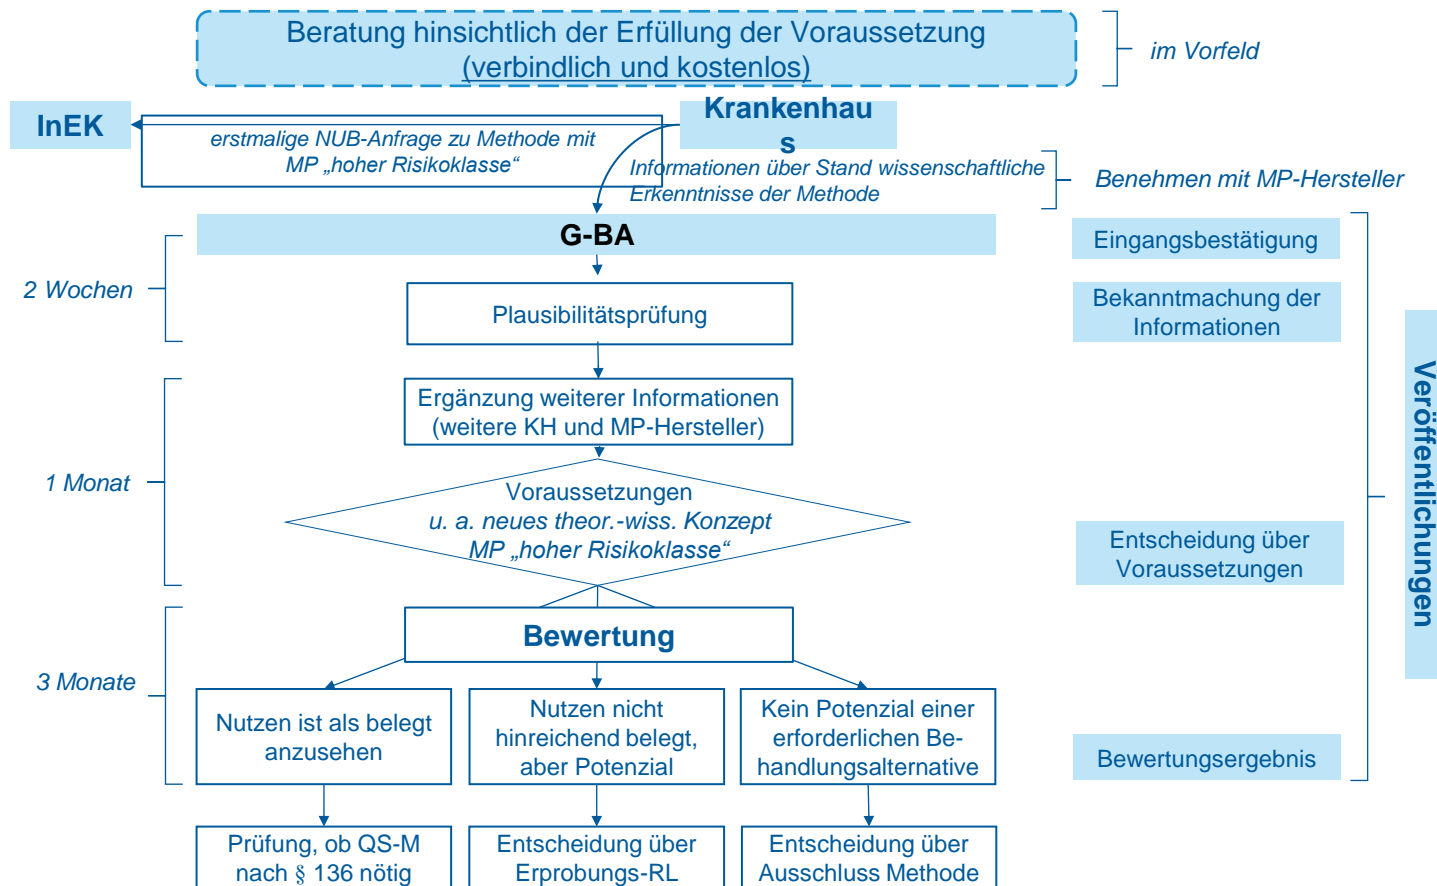 Beratung hinsichtlich der Erfüllung der Voraussetzung
(verbindlich und kostenlos)
im Vorfeld
InEK
Krankenhau
s
erstmalige NUB-Anfrage zu Methode mit
MP „hoher Risikoklasse“
Informationen über Stand wissenschaftliche
Erkenntnisse der Methode
Benehmen mit MP-Hersteller
G-BA
Eingangsbestätigung
2 Wochen
Plausibilitätsprüfung
Bekanntmachung der
Informationen
Ergänzung weiterer Informationen
(weitere KH und MP-Hersteller)
1 Monat
Voraussetzungen
u. a. neues theor.-wiss. Konzept
MP „hoher Risikoklasse“
Entscheidung über
Voraussetzungen
Veröffentlichungen
Bewertung
3 Monate
Nutzen ist als belegt
anzusehen
Nutzen nicht
hinreichend belegt,
aber Potenzial
Kein Potenzial einer
erforderlichen Be-
handlungsalternative
Bewertungsergebnis
Prüfung, ob QS-M
nach § 136 nötig
Entscheidung über
Erprobungs-RL
Entscheidung über
Ausschluss Methode